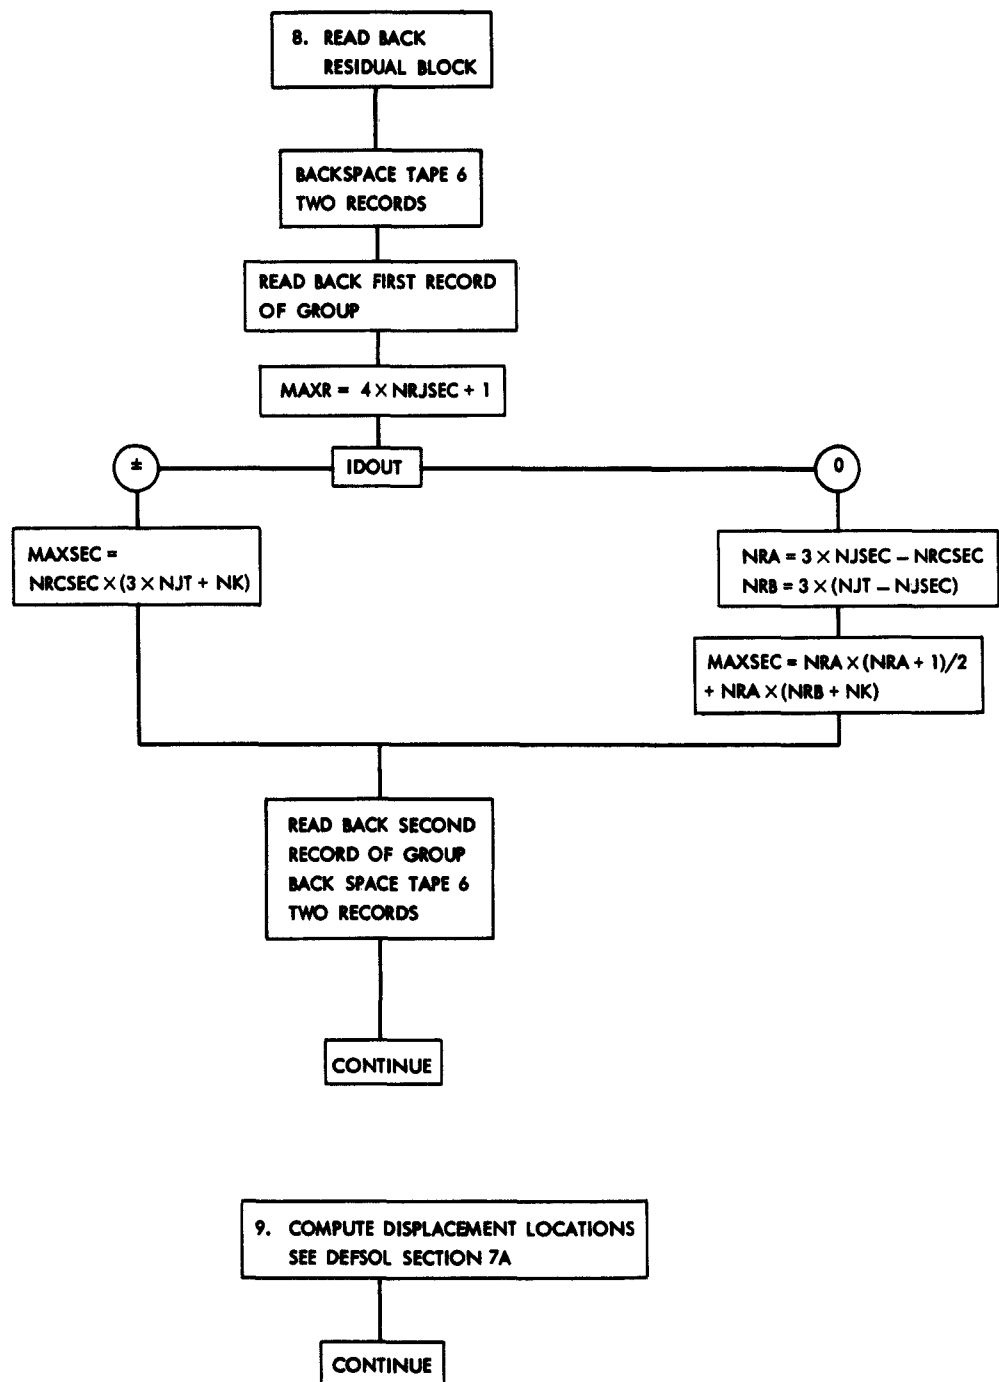 8. READ BACK
RESIDUAL BLOCK
BACKSPACE TAPE 6
TWO RECORDS
READ BACK FIRST RECORD
OF GROUP
MAXR = 4 × NRJSEC + 1
± IDOUT 0
MAXSEC =
NRCSEC × (3 × NJT + NK)
NRA = 3 × NJSEC – NRCSEC
NRB = 3 × (NJT – NJSEC)
MAXSEC = NRA × (NRA + 1)/2
+ NRA × (NRB + NK)
READ BACK SECOND
RECORD OF GROUP
BACK SPACE TAPE 6
TWO RECORDS
CONTINUE
9. COMPUTE DISPLACEMENT LOCATIONS
SEE DEFSOL SECTION 7A
CONTINUE